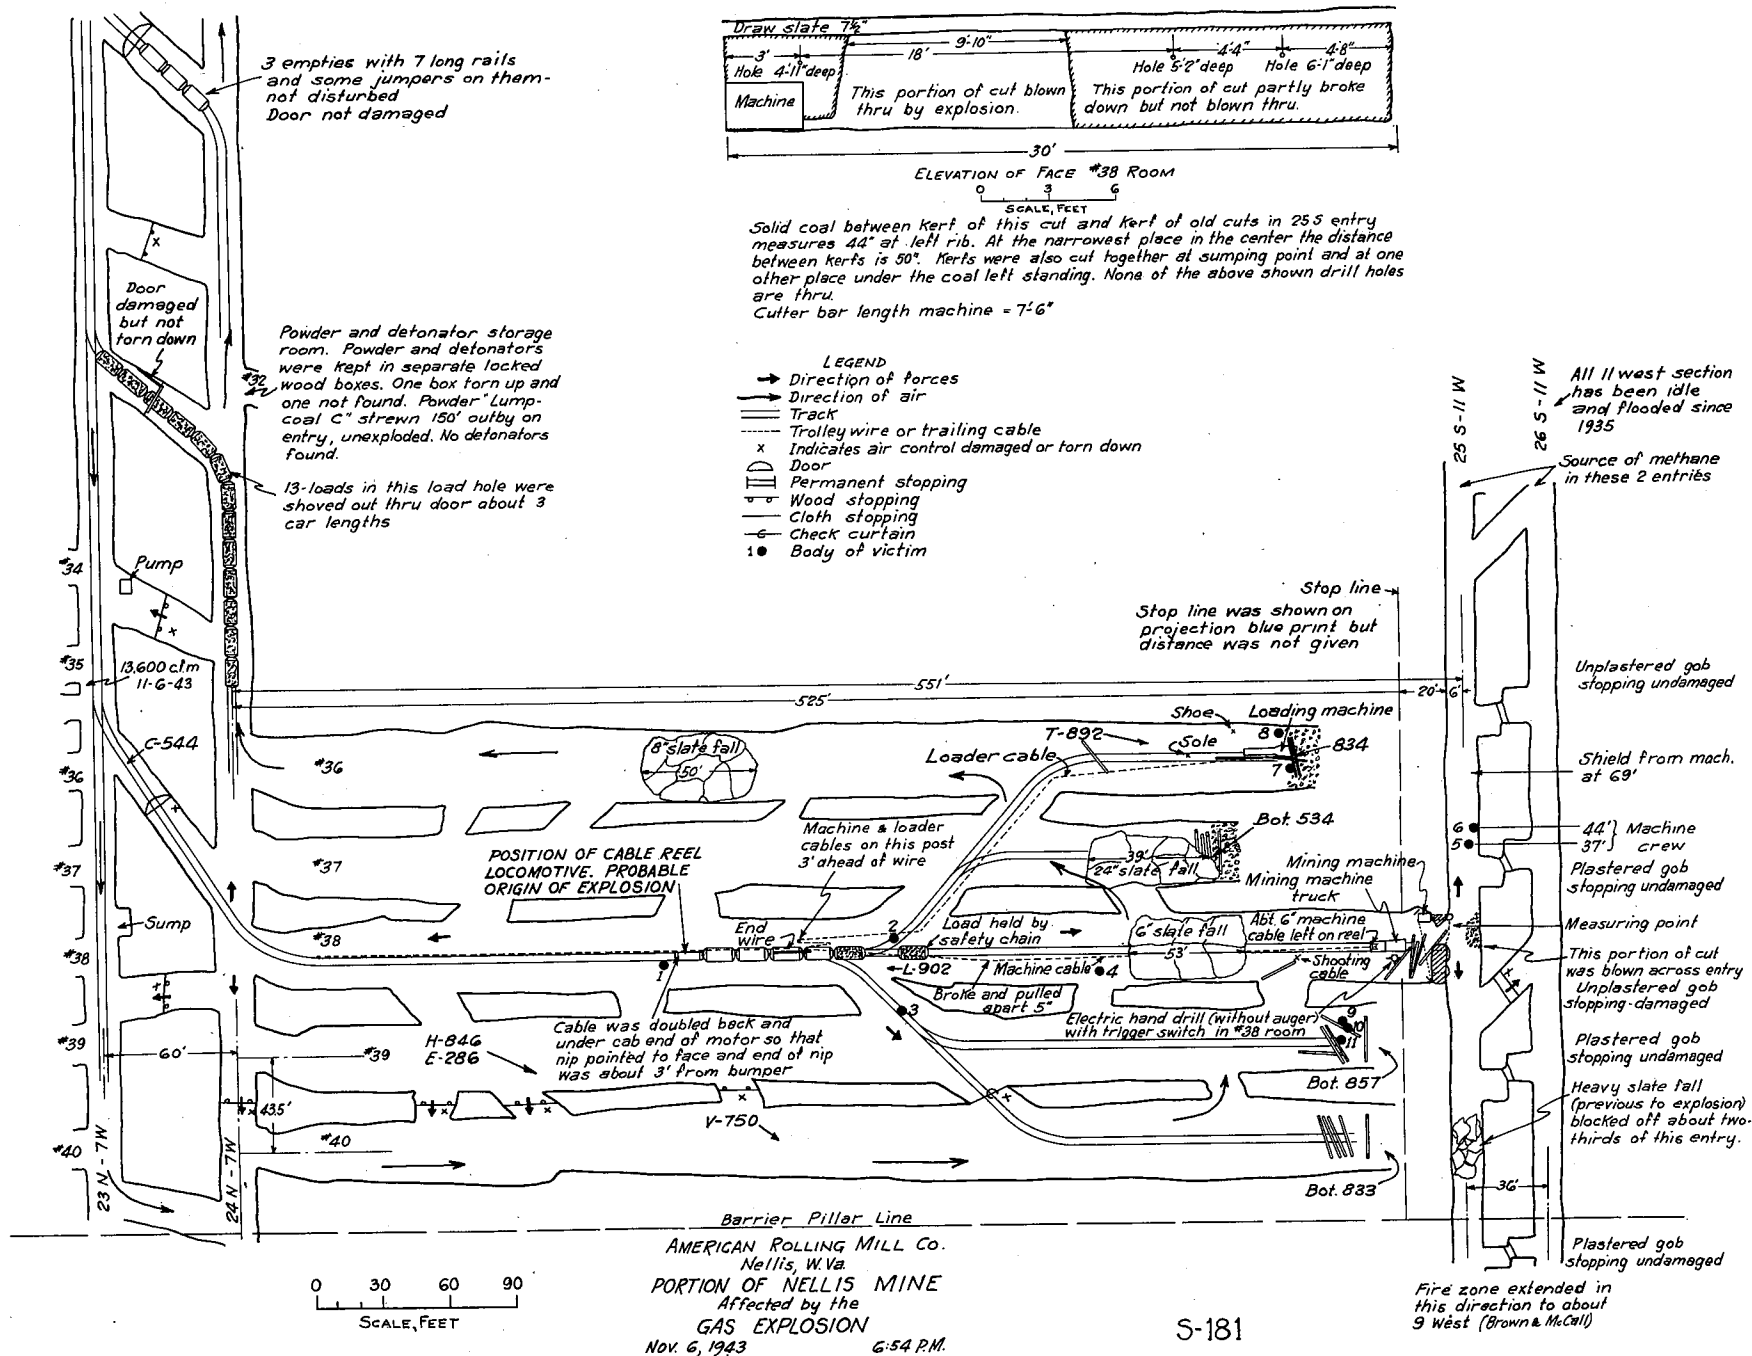 3 empties with 7 long rails
and some jumpers on them-
not disturbed
Door not damaged
Draw slate 7½"
3'
18'
9'-10"
4'-4"
4'-8"
Hole 4'-11" deep
Hole 5'-2" deep
Hole 6'-1" deep
Machine
This portion of cut blown
thru by explosion.
This portion of cut partly broke
down but not blown thru.
30'
ELEVATION OF FACE #38 ROOM
0 3 6
SCALE, FEET
Solid coal between kerf of this cut and kerf of old cuts in 25 S entry
measures 44" at left rib. At the narrowest place in the center the distance
between kerfs is 50". Kerfs were also cut together at sumping point and at one
other place under the coal left standing. None of the above shown drill holes
are thru.
Cutter bar length machine = 7'-6"
Door
damaged
but not
torn down
#32
Powder and detonator storage
room. Powder and detonators
were kept in separate locked
wood boxes. One box torn up and
one not found. Powder "Lump-
coal C" strewn 150' outby on
entry, unexploded. No detonators
found.
13-loads in this load hole were
shoved out thru door about 3
car lengths
LEGEND
Direction of forces
Direction of air
Track
Trolley wire or trailing cable
x Indicates air control damaged or torn down
Door
Permanent stopping
Wood stopping
Cloth stopping
Check curtain
1 Body of victim
25 S-11 W
26 S-11 W
All 11 west section
has been idle
and flooded since
1935
Source of methane
in these 2 entries
#34
Pump
#35
13,600 c.f.m
11-6-43
Stop line
Stop line was shown on
projection blue print but
distance was not given
Unplastered gob
stopping undamaged
551'
525'
20'
6'
C-544
#36
#36
8" slate fall
50'
Shoe
Loading machine
T-892
Sole
8
834
7
Loader cable
Shield from mach.
at 69'
Machine & loader
cables on this post
3' ahead of wire
Bot. 534
39'
24" slate fall
6
44'
5
37'
Machine
crew
#37
#37
POSITION OF CABLE REEL
LOCOMOTIVE. PROBABLE
ORIGIN OF EXPLOSION
Mining machine
Mining machine
truck
Plastered gob
stopping undamaged
Sump
#38
#38
End
wire
2
Load held by
safety chain
6" slate fall
53'
Abt. 6" machine
cable left on reel
Measuring point
1
L-902
Machine cable
4
Shooting
cable
This portion of cut
was blown across entry
Unplastered gob
stopping-damaged
Broke and pulled
apart 5"
3
Electric hand drill (without auger)
with trigger switch in #38 room
9
10
11
#39
60'
#39
H-846
E-286
Cable was doubled back and
under cab end of motor so that
nip pointed to face and end of nip
was about 3' from bumper
Plastered gob
stopping undamaged
Bot. 857
43.5'
V-750
Heavy slate fall
(previous to explosion)
blocked off about two-
thirds of this entry.
#40
#40
23 N - 7W
24 N - 7W
Bot. 833
36'
Barrier Pillar Line
Plastered gob
stopping undamaged
AMERICAN ROLLING MILL CO.
Nellis, W.Va.
PORTION OF NELLIS MINE
Affected by the
GAS EXPLOSION
Nov. 6, 1943 6:54 P.M.
0 30 60 90
SCALE, FEET
S-181
Fire zone extended in
this direction to about
9 West (Brown & McCall)